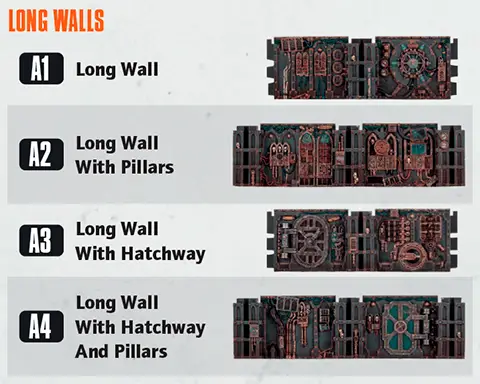 LONG WALLS
A1
Long Wall
A2
Long Wall
With Pillars
A3
Long Wall
With Hatchway
A4
Long Wall
With Hatchway
And Pillars